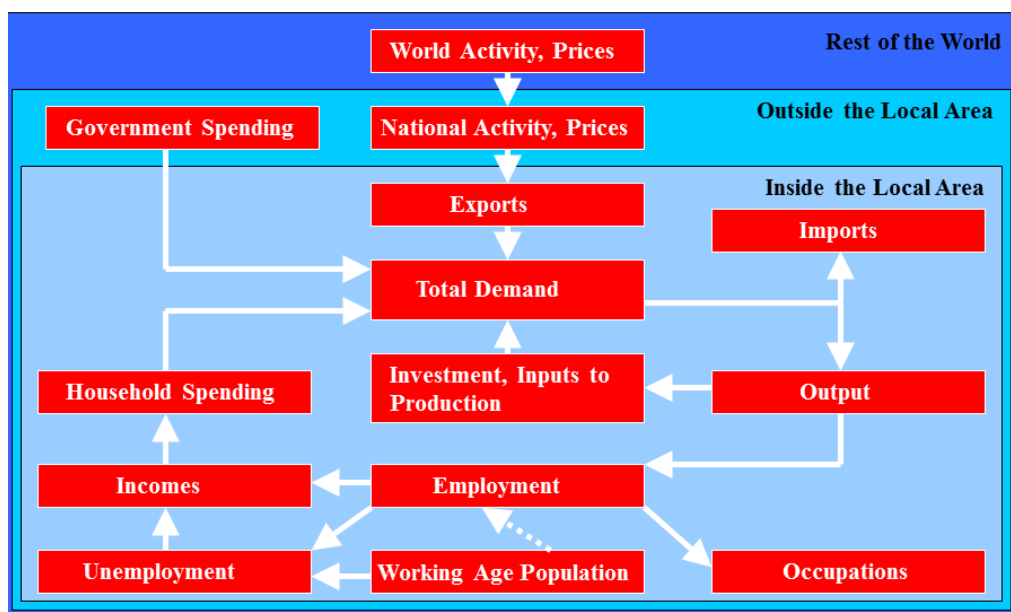 Rest of the World
World Activity, Prices
Outside the Local Area
Government Spending
National Activity, Prices
Inside the Local Area
Exports
Imports
Total Demand
Household Spending
Investment, Inputs to
Production
Output
Incomes
Employment
Unemployment
Working Age Population
Occupations